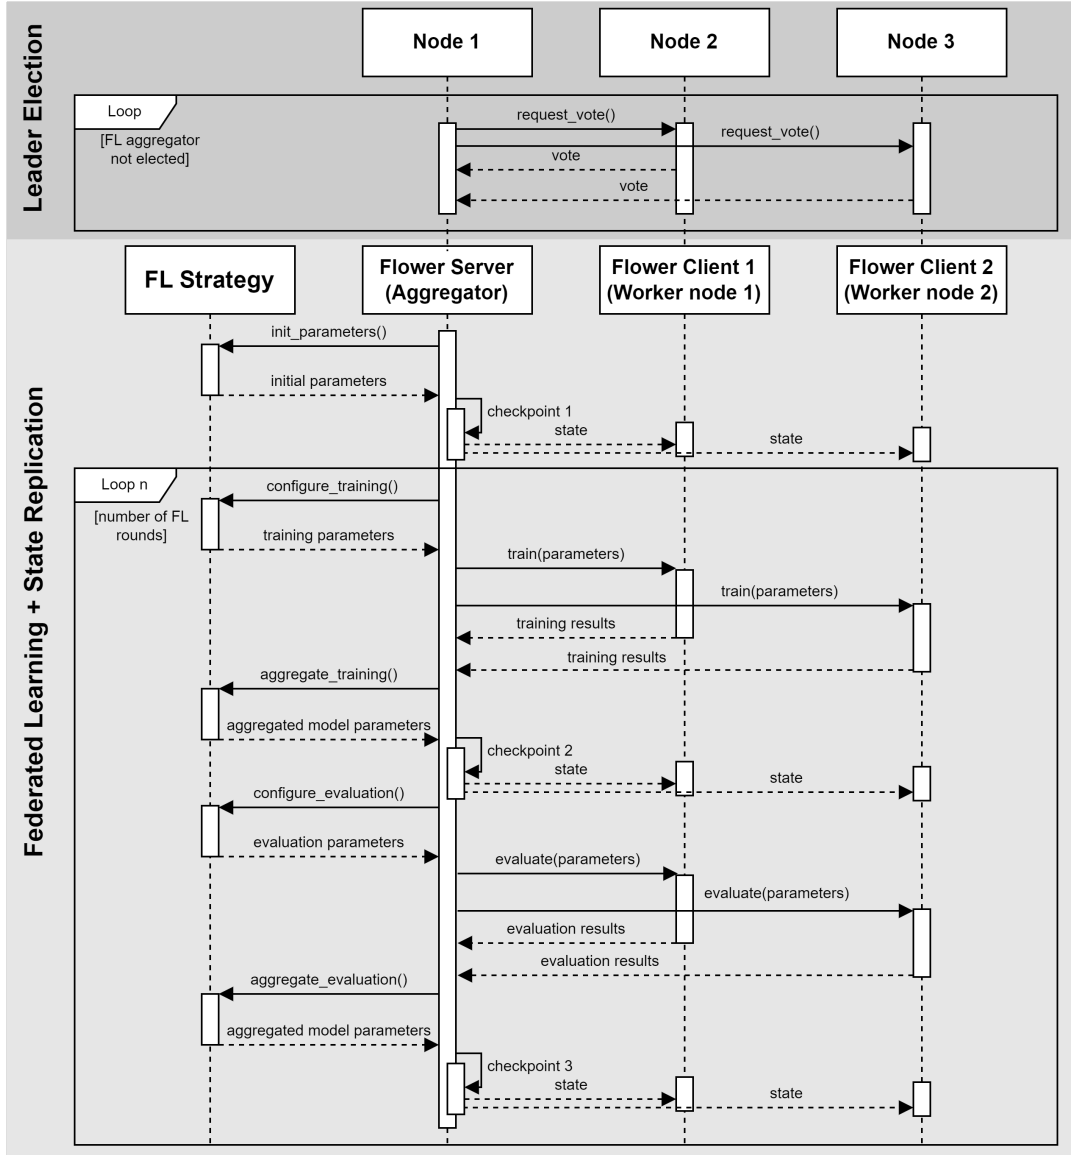 Leader Election
Node 1
Node 2
Node 3
Loop
[FL aggregator
not elected]
request_vote()
request_vote()
vote
vote
Federated Learning + State Replication
FL Strategy
Flower Server
(Aggregator)
Flower Client 1
(Worker node 1)
Flower Client 2
(Worker node 2)
init_parameters()
initial parameters
checkpoint 1
state
state
Loop n
[number of FL
rounds]
configure_training()
training parameters
train(parameters)
train(parameters)
training results
training results
aggregate_training()
aggregated model parameters
checkpoint 2
state
state
configure_evaluation()
evaluation parameters
evaluate(parameters)
evaluate(parameters)
evaluation results
evaluation results
aggregate_evaluation()
aggregated model parameters
checkpoint 3
state
state